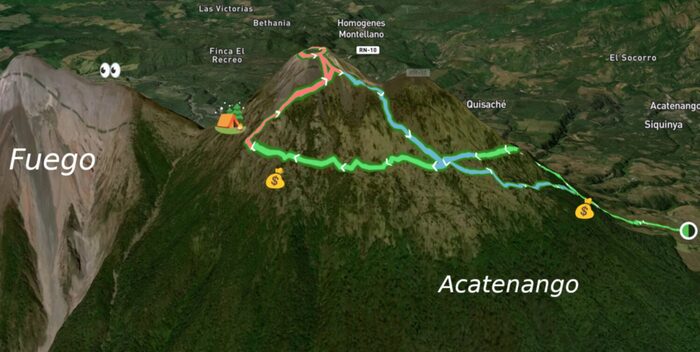 Las Victorias
Bethania
Homogenes
Montellano
RN-10
Finca El
Recreo
El Socorro
Quisaché
Acatenango
Siquinya
Fuego
$
$
Acatenango